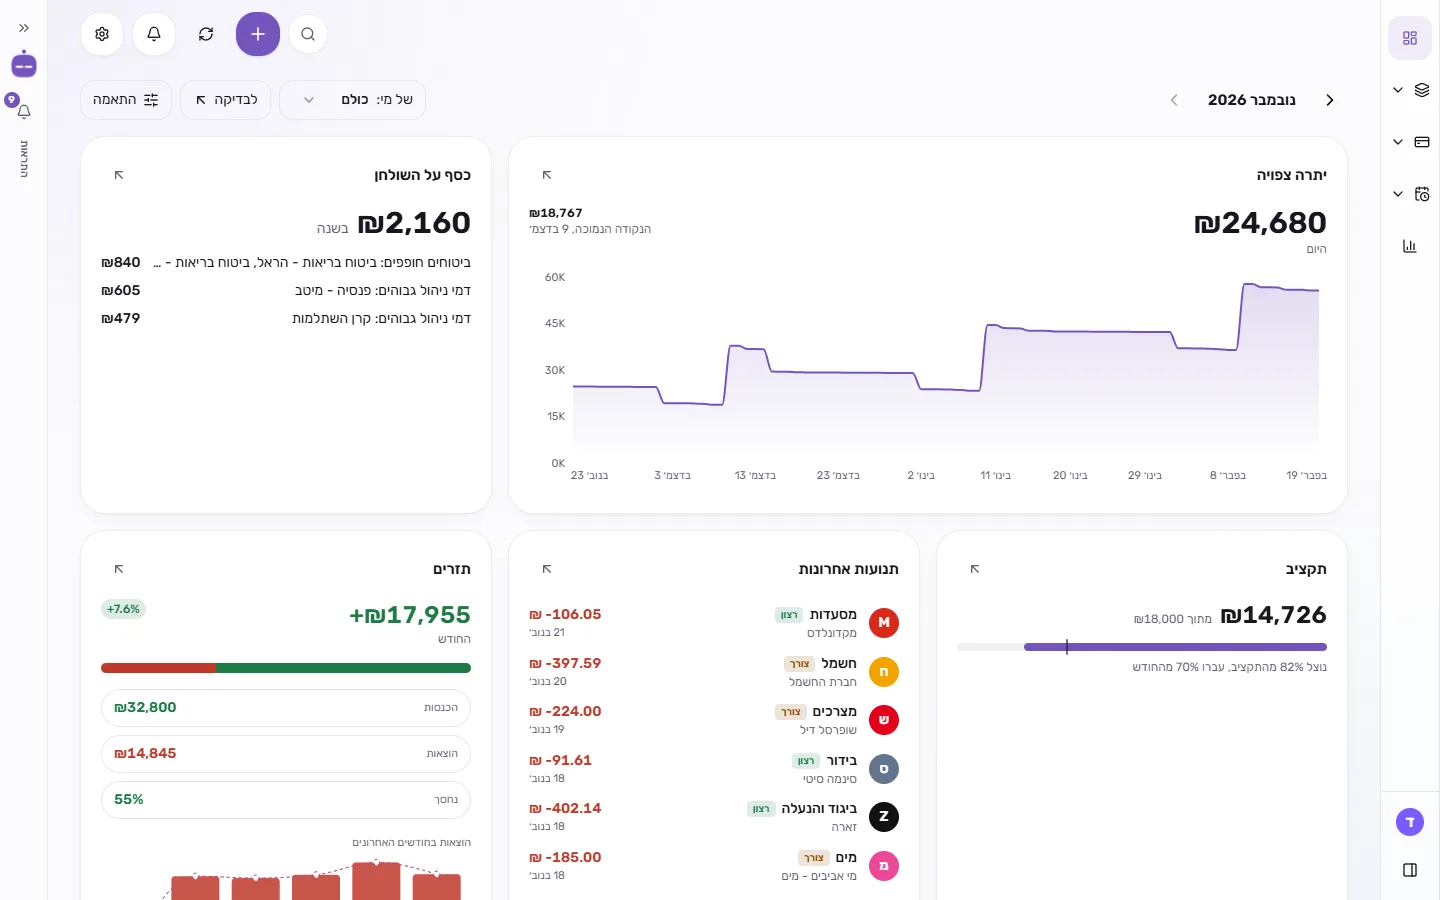 נובמבר 2026
של מי: כולם
לבדיקה
התאמה
9
התראות
יתרה צפויה
₪24,680
היום
₪18,767
הנקודה הנמוכה, 9 בדצמ׳
60K
45K
30K
15K
0K
23 בנוב׳
3 בדצמ׳
13 בדצמ׳
23 בדצמ׳
2 בינו׳
11 בינו׳
20 בינו׳
29 בינו׳
8 בפבר׳
19 בפבר׳
כסף על השולחן
₪2,160 בשנה
ביטוחים חופפים: ביטוח בריאות - הראל, ביטוח בריאות - ... ₪840
דמי ניהול גבוהים: פנסיה - מיטב ₪605
דמי ניהול גבוהים: קרן השתלמות ₪479
תקציב
₪14,726 מתוך ₪18,000
נוצל 82% מהתקציב, עברו 70% מהחודש
תנועות אחרונות
M מסעדות רצון ₪ -106.05
מקדונלדס 21 בנוב׳
ח חשמל צורך ₪ -397.59
חברת החשמל 20 בנוב׳
ש מצרכים צורך ₪ -224.00
שופרסל דיל 19 בנוב׳
ס בידור רצון ₪ -91.61
סינמה סיטי 18 בנוב׳
Z ביגוד והנעלה רצון ₪ -402.14
זארה 18 בנוב׳
מ מים צורך ₪ -185.00
מי אביבים - מים 18 בנוב׳
תזרים
+₪17,955
+7.6%
החודש
הכנסות ₪32,800
הוצאות ₪14,845
נחסך 55%
הוצאות בחודשים האחרונים
ד